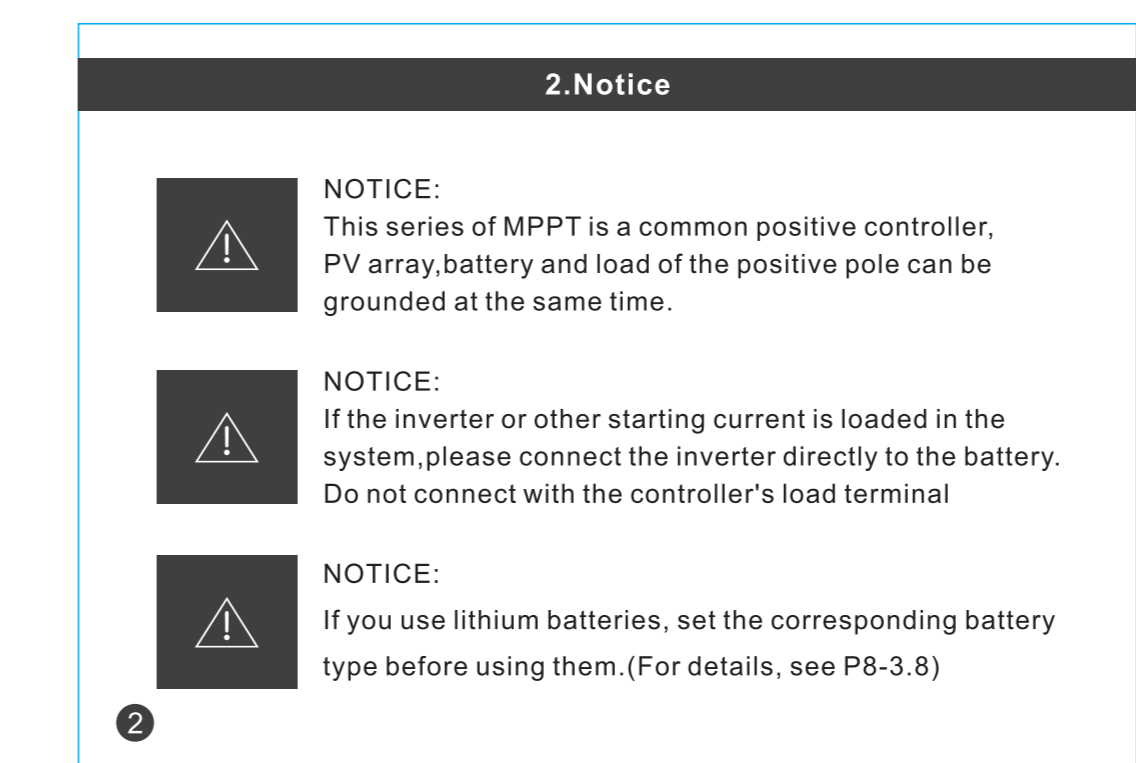 2.Notice
NOTICE:
This series of MPPT is a common positive controller,
PV array,battery and load of the positive pole can be
grounded at the same time.
NOTICE:
If the inverter or other starting current is loaded in the
system,please connect the inverter directly to the battery.
Do not connect with the controller's load terminal
NOTICE:
If you use lithium batteries, set the corresponding battery
type before using them.(For details, see P8-3.8)
2